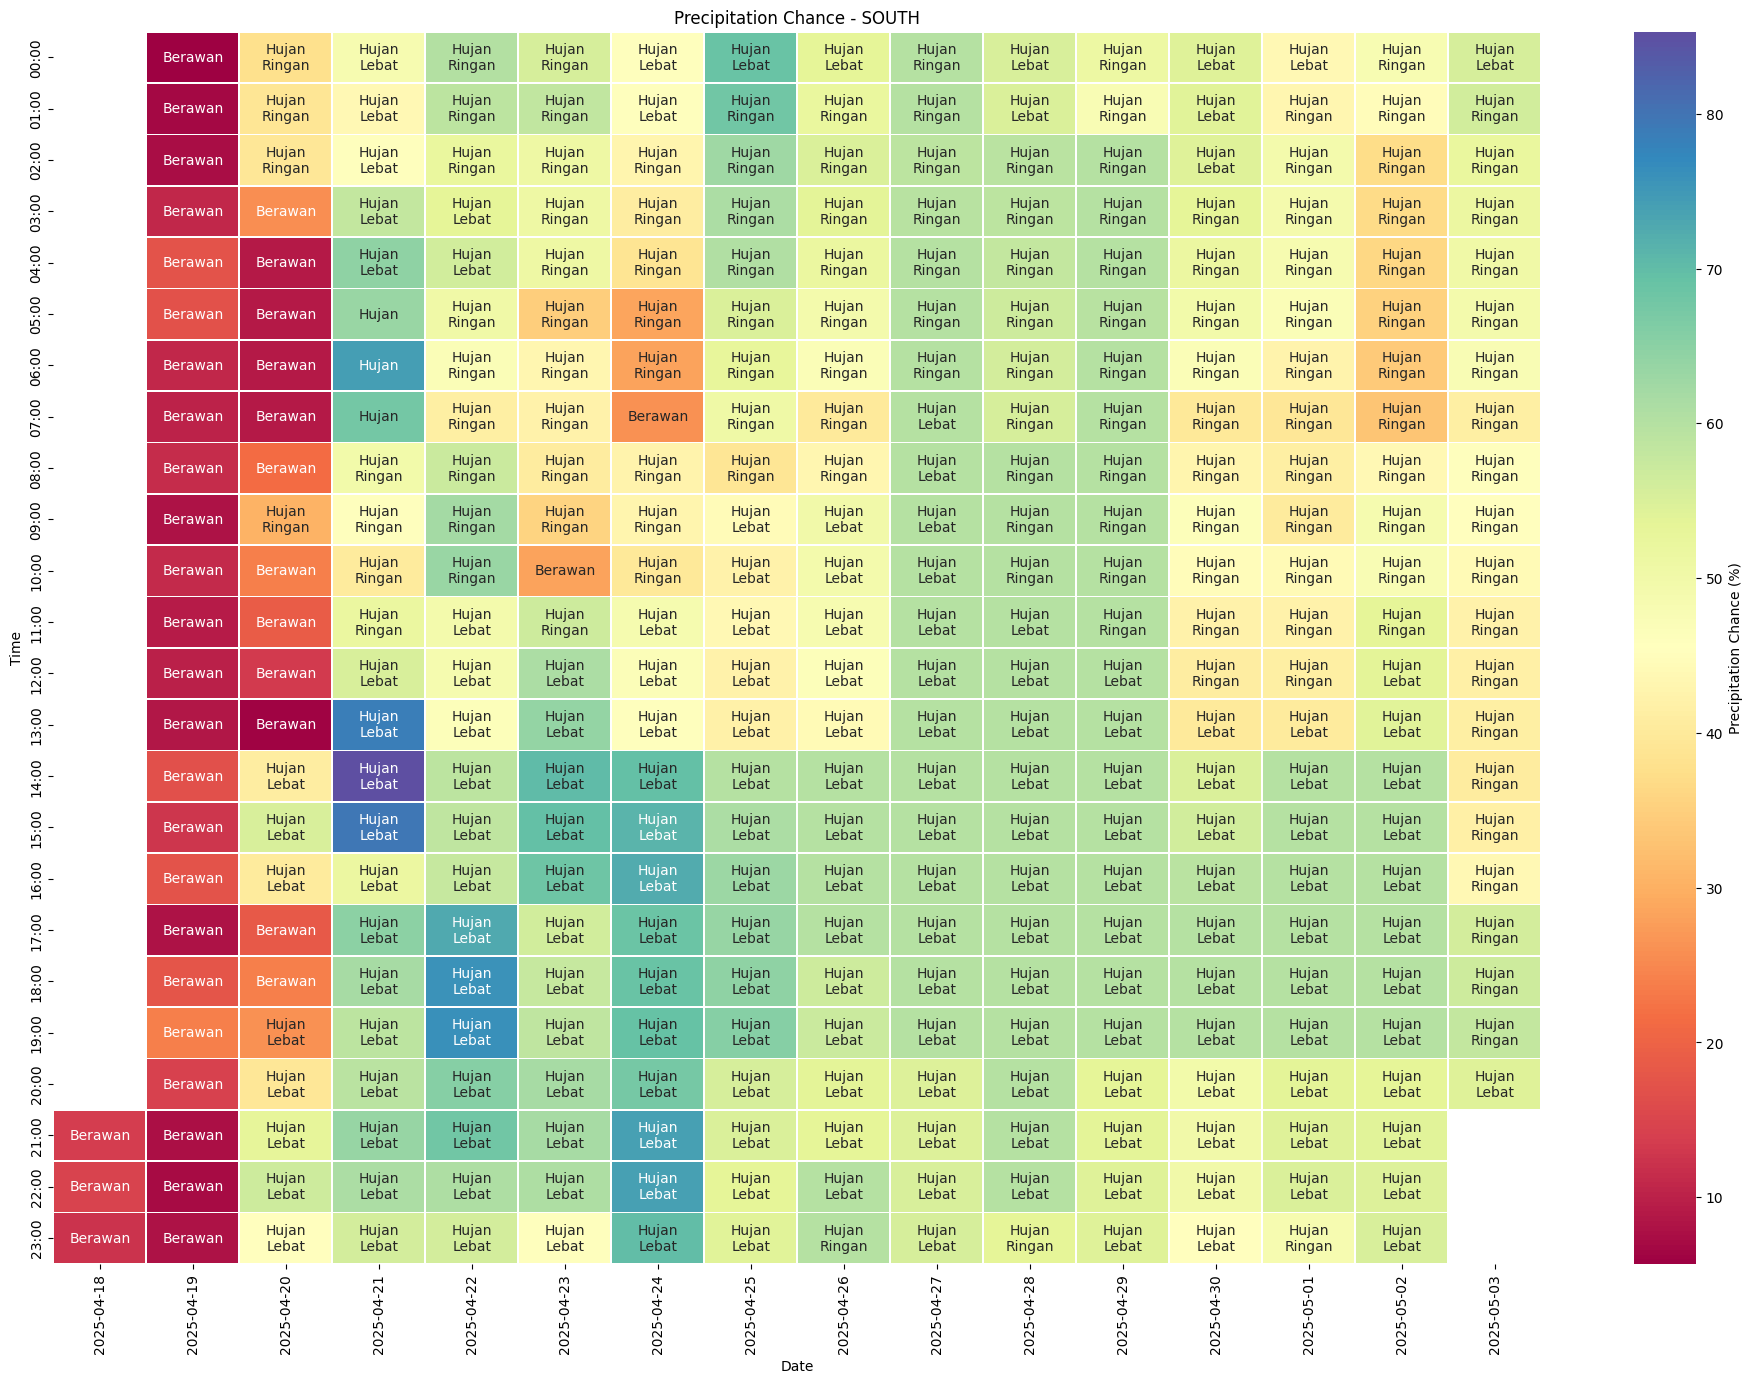 Precipitation Chance - SOUTH
00:00 Berawan Hujan Ringan Hujan Lebat Hujan Ringan Hujan Ringan Hujan Lebat Hujan Lebat Hujan Lebat Hujan Ringan Hujan Lebat Hujan Ringan Hujan Lebat Hujan Lebat Hujan Ringan Hujan Lebat
01:00 Berawan Hujan Ringan Hujan Lebat Hujan Ringan Hujan Ringan Hujan Lebat Hujan Ringan Hujan Ringan Hujan Ringan Hujan Lebat Hujan Ringan Hujan Lebat Hujan Ringan Hujan Ringan Hujan Ringan
02:00 Berawan Hujan Ringan Hujan Lebat Hujan Ringan Hujan Ringan Hujan Ringan Hujan Ringan Hujan Ringan Hujan Ringan Hujan Ringan Hujan Ringan Hujan Lebat Hujan Ringan Hujan Ringan Hujan Ringan
03:00 Berawan Berawan Hujan Lebat Hujan Lebat Hujan Ringan Hujan Ringan Hujan Ringan Hujan Ringan Hujan Ringan Hujan Ringan Hujan Ringan Hujan Ringan Hujan Ringan Hujan Ringan Hujan Ringan
04:00 Berawan Berawan Hujan Lebat Hujan Lebat Hujan Ringan Hujan Ringan Hujan Ringan Hujan Ringan Hujan Ringan Hujan Ringan Hujan Ringan Hujan Ringan Hujan Ringan Hujan Ringan Hujan Ringan
05:00 Berawan Berawan Hujan Hujan Ringan Hujan Ringan Hujan Ringan Hujan Ringan Hujan Ringan Hujan Ringan Hujan Ringan Hujan Ringan Hujan Ringan Hujan Ringan Hujan Ringan Hujan Ringan
06:00 Berawan Berawan Hujan Hujan Ringan Hujan Ringan Hujan Ringan Hujan Ringan Hujan Ringan Hujan Ringan Hujan Ringan Hujan Ringan Hujan Ringan Hujan Ringan Hujan Ringan Hujan Ringan
07:00 Berawan Berawan Hujan Hujan Ringan Hujan Ringan Berawan Hujan Ringan Hujan Ringan Hujan Lebat Hujan Ringan Hujan Ringan Hujan Ringan Hujan Ringan Hujan Ringan Hujan Ringan
08:00 Berawan Berawan Hujan Ringan Hujan Ringan Hujan Ringan Hujan Ringan Hujan Ringan Hujan Ringan Hujan Lebat Hujan Ringan Hujan Ringan Hujan Ringan Hujan Ringan Hujan Ringan Hujan Ringan
09:00 Berawan Hujan Ringan Hujan Ringan Hujan Ringan Hujan Ringan Hujan Ringan Hujan Lebat Hujan Lebat Hujan Lebat Hujan Ringan Hujan Ringan Hujan Ringan Hujan Ringan Hujan Ringan Hujan Ringan
10:00 Berawan Berawan Hujan Ringan Hujan Ringan Berawan Hujan Ringan Hujan Lebat Hujan Lebat Hujan Lebat Hujan Ringan Hujan Ringan Hujan Ringan Hujan Ringan Hujan Ringan Hujan Ringan
11:00 Berawan Berawan Hujan Ringan Hujan Lebat Hujan Ringan Hujan Lebat Hujan Lebat Hujan Lebat Hujan Lebat Hujan Lebat Hujan Ringan Hujan Ringan Hujan Ringan Hujan Ringan Hujan Ringan
12:00 Berawan Berawan Hujan Lebat Hujan Lebat Hujan Lebat Hujan Lebat Hujan Lebat Hujan Lebat Hujan Lebat Hujan Lebat Hujan Lebat Hujan Ringan Hujan Ringan Hujan Lebat Hujan Ringan
13:00 Berawan Berawan Hujan Lebat Hujan Lebat Hujan Lebat Hujan Lebat Hujan Lebat Hujan Lebat Hujan Lebat Hujan Lebat Hujan Lebat Hujan Lebat Hujan Lebat Hujan Lebat Hujan Ringan
14:00 Berawan Hujan Lebat Hujan Lebat Hujan Lebat Hujan Lebat Hujan Lebat Hujan Lebat Hujan Lebat Hujan Lebat Hujan Lebat Hujan Lebat Hujan Lebat Hujan Lebat Hujan Lebat Hujan Ringan
15:00 Berawan Hujan Lebat Hujan Lebat Hujan Lebat Hujan Lebat Hujan Lebat Hujan Lebat Hujan Lebat Hujan Lebat Hujan Lebat Hujan Lebat Hujan Lebat Hujan Lebat Hujan Lebat Hujan Ringan
16:00 Berawan Hujan Lebat Hujan Lebat Hujan Lebat Hujan Lebat Hujan Lebat Hujan Lebat Hujan Lebat Hujan Lebat Hujan Lebat Hujan Lebat Hujan Lebat Hujan Lebat Hujan Lebat Hujan Ringan
17:00 Berawan Berawan Hujan Lebat Hujan Lebat Hujan Lebat Hujan Lebat Hujan Lebat Hujan Lebat Hujan Lebat Hujan Lebat Hujan Lebat Hujan Lebat Hujan Lebat Hujan Lebat Hujan Ringan
18:00 Berawan Berawan Hujan Lebat Hujan Lebat Hujan Lebat Hujan Lebat Hujan Lebat Hujan Lebat Hujan Lebat Hujan Lebat Hujan Lebat Hujan Lebat Hujan Lebat Hujan Lebat Hujan Ringan
19:00 Berawan Hujan Lebat Hujan Lebat Hujan Lebat Hujan Lebat Hujan Lebat Hujan Lebat Hujan Lebat Hujan Lebat Hujan Lebat Hujan Lebat Hujan Lebat Hujan Lebat Hujan Lebat Hujan Ringan
20:00 Berawan Hujan Lebat Hujan Lebat Hujan Lebat Hujan Lebat Hujan Lebat Hujan Lebat Hujan Lebat Hujan Lebat Hujan Lebat Hujan Lebat Hujan Lebat Hujan Lebat Hujan Lebat Hujan Lebat
21:00 Berawan Berawan Hujan Lebat Hujan Lebat Hujan Lebat Hujan Lebat Hujan Lebat Hujan Lebat Hujan Lebat Hujan Lebat Hujan Lebat Hujan Lebat Hujan Lebat Hujan Lebat Hujan Lebat
22:00 Berawan Berawan Hujan Lebat Hujan Lebat Hujan Lebat Hujan Lebat Hujan Lebat Hujan Lebat Hujan Lebat Hujan Lebat Hujan Lebat Hujan Lebat Hujan Lebat Hujan Lebat Hujan Lebat
23:00 Berawan Berawan Hujan Lebat Hujan Lebat Hujan Lebat Hujan Lebat Hujan Lebat Hujan Lebat Hujan Ringan Hujan Lebat Hujan Ringan Hujan Lebat Hujan Lebat Hujan Ringan Hujan Lebat
Time
2025-04-18 2025-04-19 2025-04-20 2025-04-21 2025-04-22 2025-04-23 2025-04-24 2025-04-25 2025-04-26 2025-04-27 2025-04-28 2025-04-29 2025-04-30 2025-05-01 2025-05-02 2025-05-03
Date
80
70
60
50
40
30
20
10
Precipitation Chance (%)